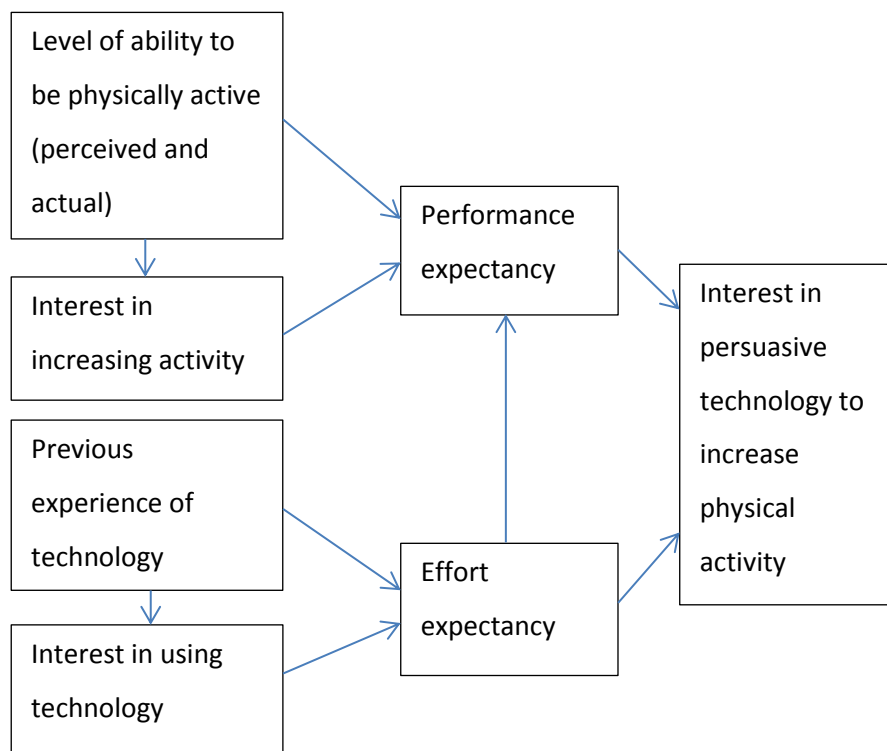 Level of ability to
be physically active
(perceived and
actual)
Interest in
increasing activity
Previous
experience of
technology
Interest in using
technology
Performance
expectancy
Effort
expectancy
Interest in
persuasive
technology to
increase
physical
activity